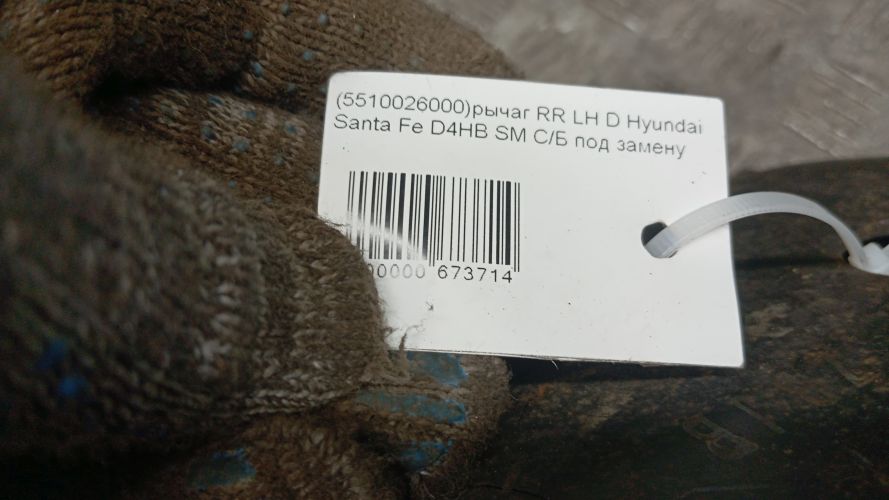 (5510026000)рычаг RR LH D Hyundai
Santa Fe D4HB SM С/Б под замену
00000 673714